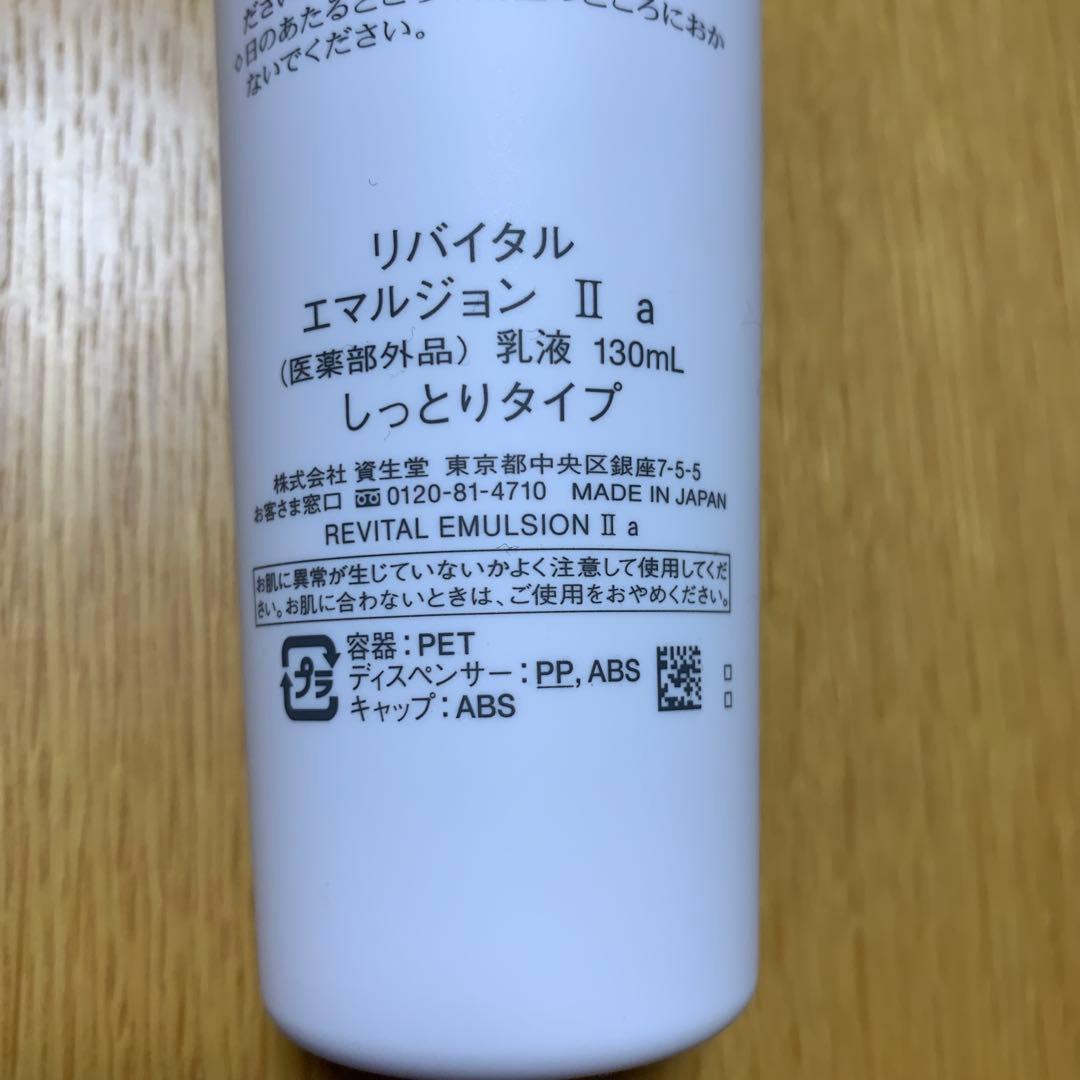 ださい
◇日のあたるところ のところにおか
ないでください。
リバイタル
エマルジョン Ⅱ a
(医薬部外品) 乳液 130mL
しっとりタイプ
株式会社 資生堂 東京都中央区銀座7-5-5
お客さま窓口 0120-81-4710 MADE IN JAPAN
REVITAL EMULSION Ⅱ a
お肌に異常が生じていないかよく注意して使用してくだ
さい。お肌に合わないときは、ご使用をおやめください。
プラ
容器:PET
ディスペンサー:PP, ABS
キャップ:ABS